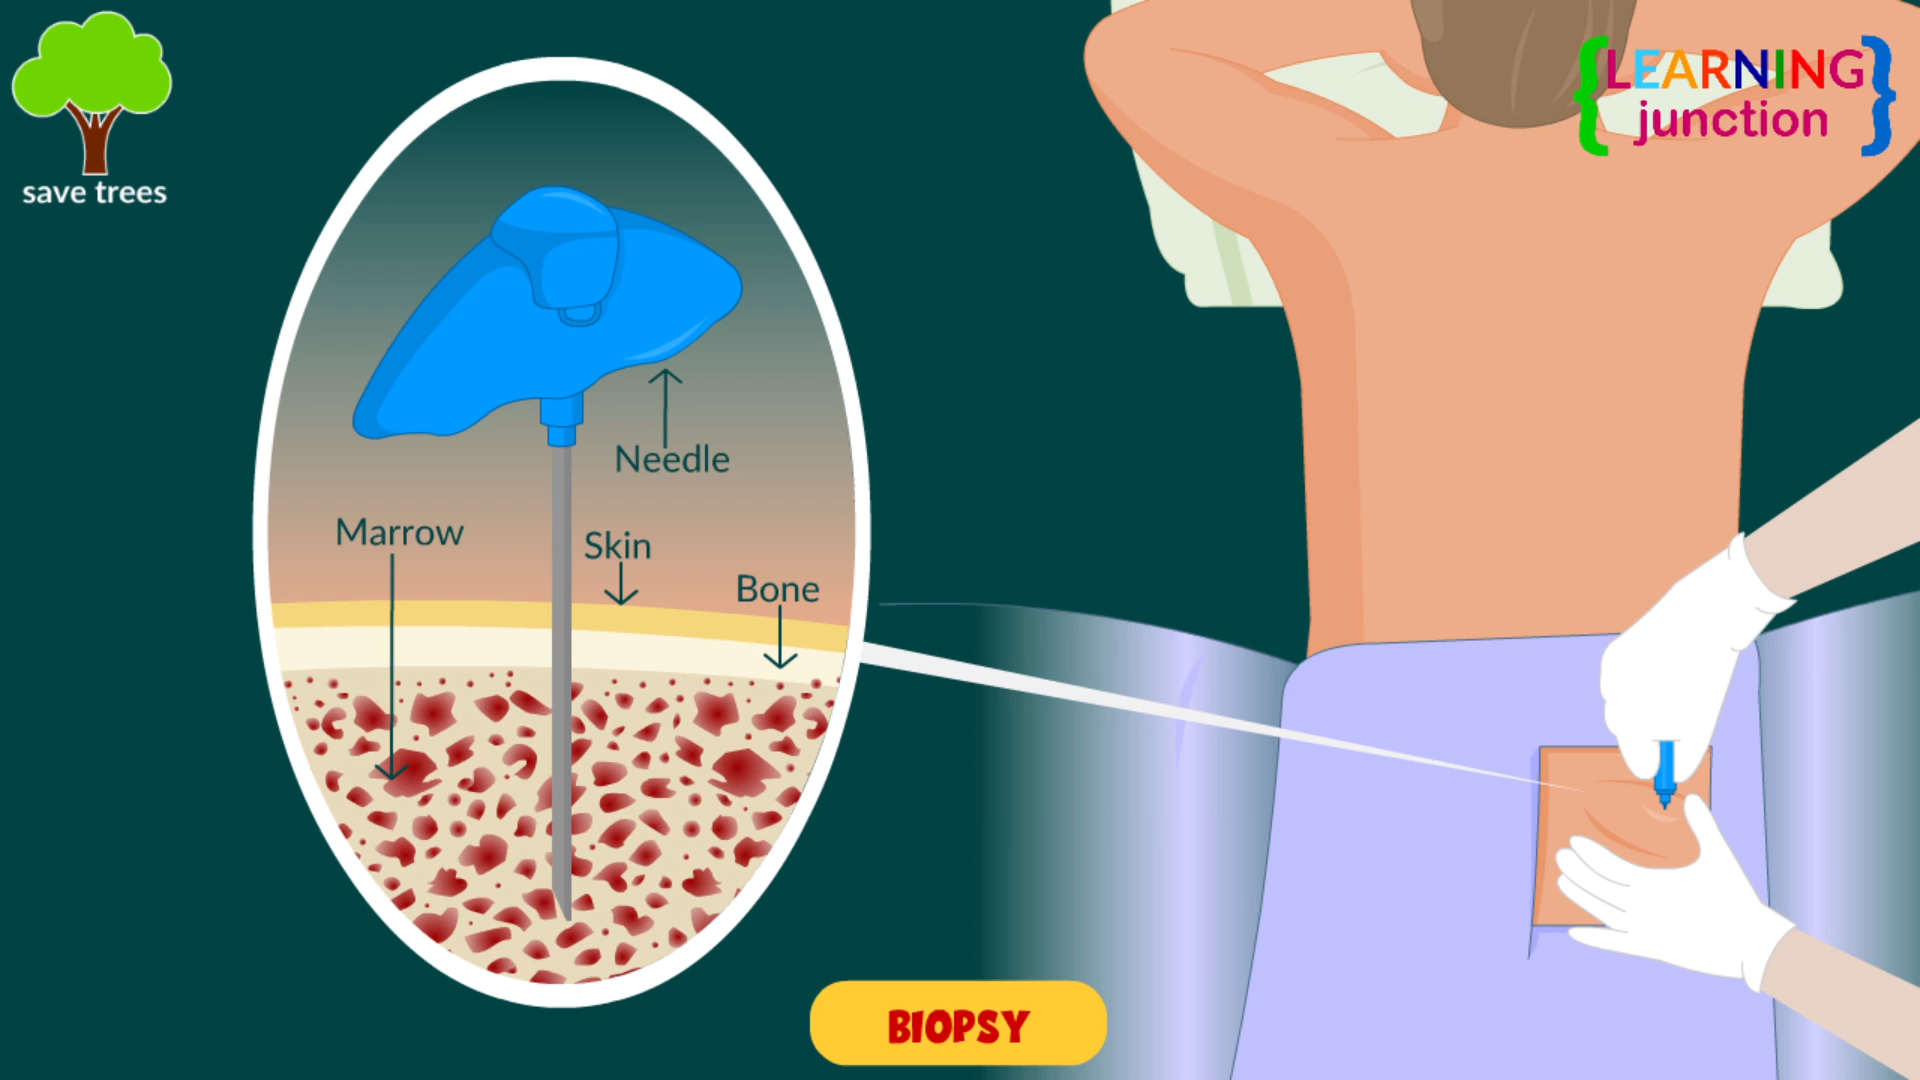 save trees
{LEARNING}
junction
Needle
Marrow
Skin
Bone
BIOPSY